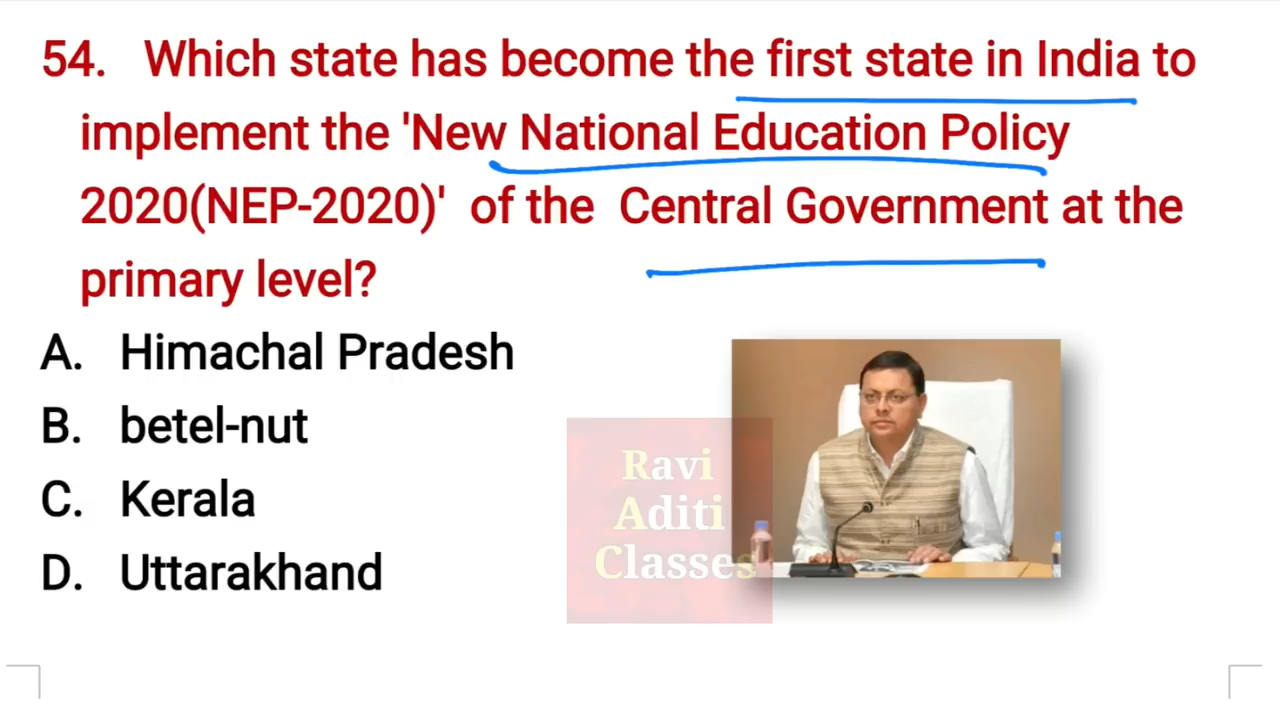 54. Which state has become the first state in India to
implement the 'New National Education Policy
2020(NEP-2020)' of the Central Government at the
primary level?
A. Himachal Pradesh
B. betel-nut
C. Kerala
D. Uttarakhand
Ravi
Aditi
Classes